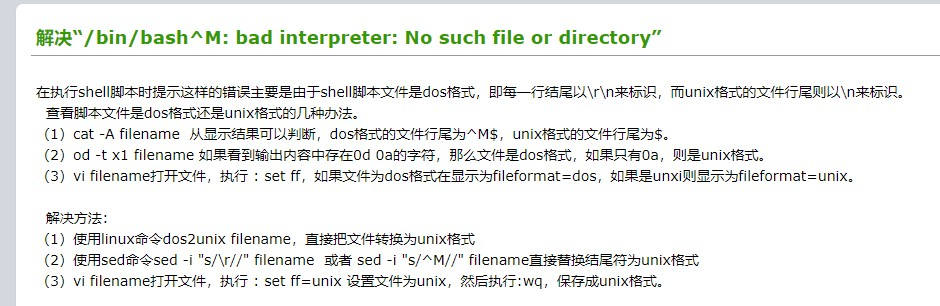 解决“/bin/bash^M: bad interpreter: No such file or directory”
在执行shell脚本时提示这样的错误主要是由于shell脚本文件是dos格式，即每一行结尾以\r\n来标识，而unix格式的文件行尾则以\n来标识。
查看脚本文件是dos格式还是unix格式的几种办法。
（1）cat -A filename 从显示结果可以判断，dos格式的文件行尾为^M$，unix格式的文件行尾为$。
（2）od -t x1 filename 如果看到输出内容中存在0d 0a的字符，那么文件是dos格式，如果只有0a，则是unix格式。
（3）vi filename打开文件，执行 : set ff，如果文件为dos格式在显示为fileformat=dos，如果是unxi则显示为fileformat=unix。
解决方法：
（1）使用linux命令dos2unix filename，直接把文件转换为unix格式
（2）使用sed命令sed -i "s/\r//" filename 或者 sed -i "s/^M//" filename直接替换结尾符为unix格式
（3）vi filename打开文件，执行 : set ff=unix 设置文件为unix，然后执行:wq，保存成unix格式。